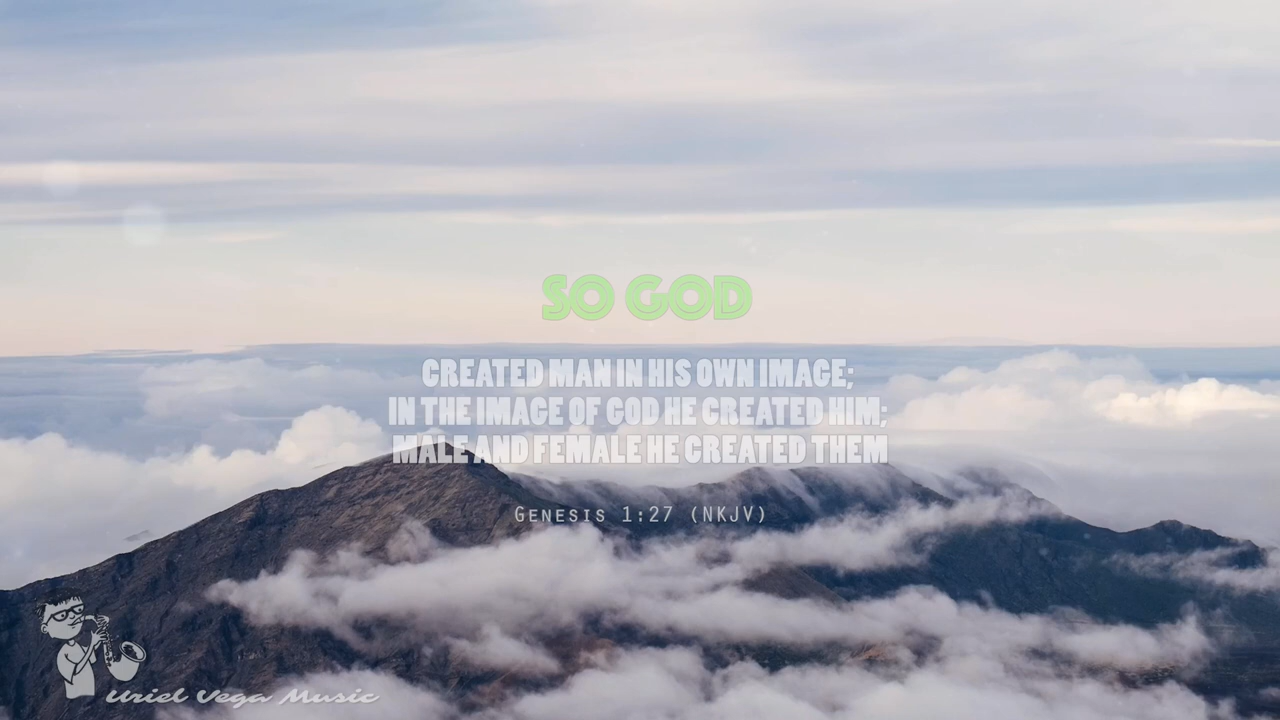 SO GOD
CREATED MAN IN HIS OWN IMAGE;
IN THE IMAGE OF GOD HE CREATED HIM;
MALE AND FEMALE HE CREATED THEM
Genesis 1:27 (NKJV)
Uriel Vega Music